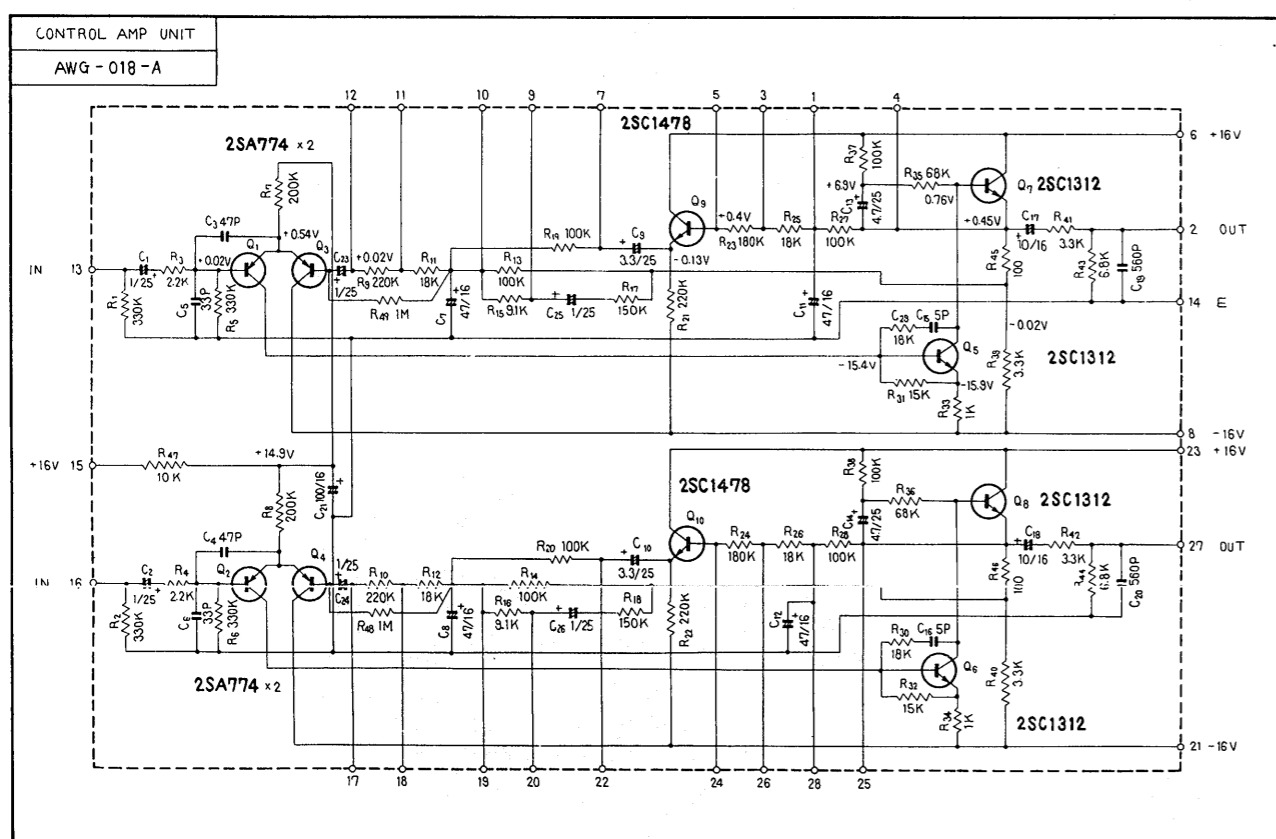 CONTROL AMP UNIT
AWG-018-A
12 11 10 9 7 5 3 1 4
2SC1478
2SA774 × 2
6 +16V
R37 100K
R35 68K
0.76V
Q7 2SC1312
+6.9V
C13 4.7/25
200K
C3 47P
+0.54V
Q1
Q3
C23 1/25
+0.02V
R9 220K
R11 18K
R49 1M
C7 47/16
R19 100K
R13 100K
R15 9.1K
C25 1/25
R17 150K
C9 3.3/25
Q9
-0.13V
+0.4V
R23 180K
R25 18K
R27 100K
R21 220K
C11 47/16
+0.45V
C17 10/16
R41 3.3K
2 OUT
R45 100
R43 6.8K
C19 560P
IN 13
C1 1/25
R3 2.2K
+0.02V
R1 330K
C5 33P
R5 330K
14 E
-0.02V
18K
C15 5P
Q5
2SC1312
-15.4V
R31 15K
-15.9V
R33 1K
R39 3.3K
8 -16V
+16V 15
R47 10K
+14.9V
23 +16V
C21 100/16
R8 200K
2SC1478
R38 100K
R36 68K
C14 4.7/25
Q8 2SC1312
C4 47P
Q2
Q4
1/25 C24
R10 220K
R12 18K
R48 1M
C8 47/16
R20 100K
R14 100K
R16 9.1K
C26 1/25
R18 150K
C10 3.3/25
Q10
R24 180K
R26 18K
100K
R22 220K
C12 47/16
C18 10/16
R42 3.3K
27 OUT
R46 100
R44 6.8K
C20 560P
IN 16
C2 1/25
R4 2.2K
R2 330K
C6 33P
R6 330K
R30 18K
C16 5P
Q6
R32 15K
R34 1K
R40 3.3K
2SC1312
2SA774 × 2
21 -16V
17 18 19 20 22 24 26 28 25